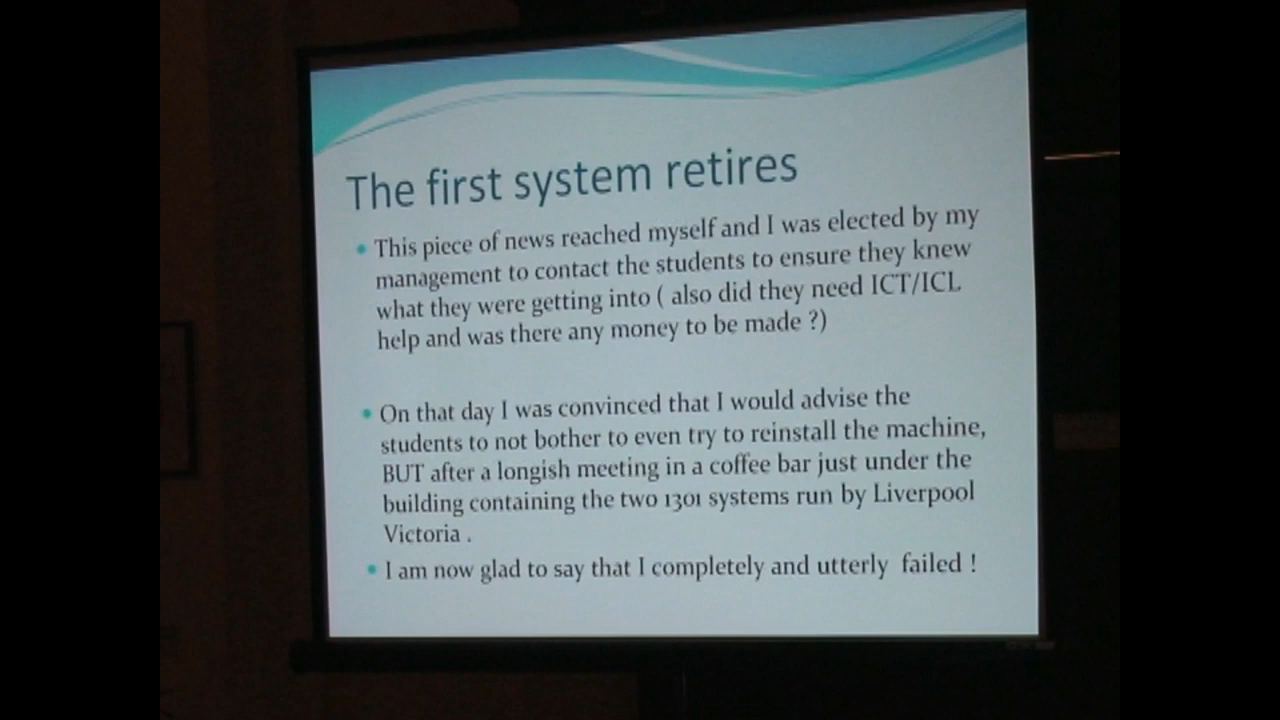 The first system retires
This piece of news reached myself and I was elected by my
management to contact the students to ensure they knew
what they were getting into ( also did they need ICT/ICL
help and was there any money to be made ?)
On that day I was convinced that I would advise the
students to not bother to even try to reinstall the machine,
BUT after a longish meeting in a coffee bar just under the
building containing the two 1301 systems run by Liverpool
Victoria .
I am now glad to say that I completely and utterly failed !